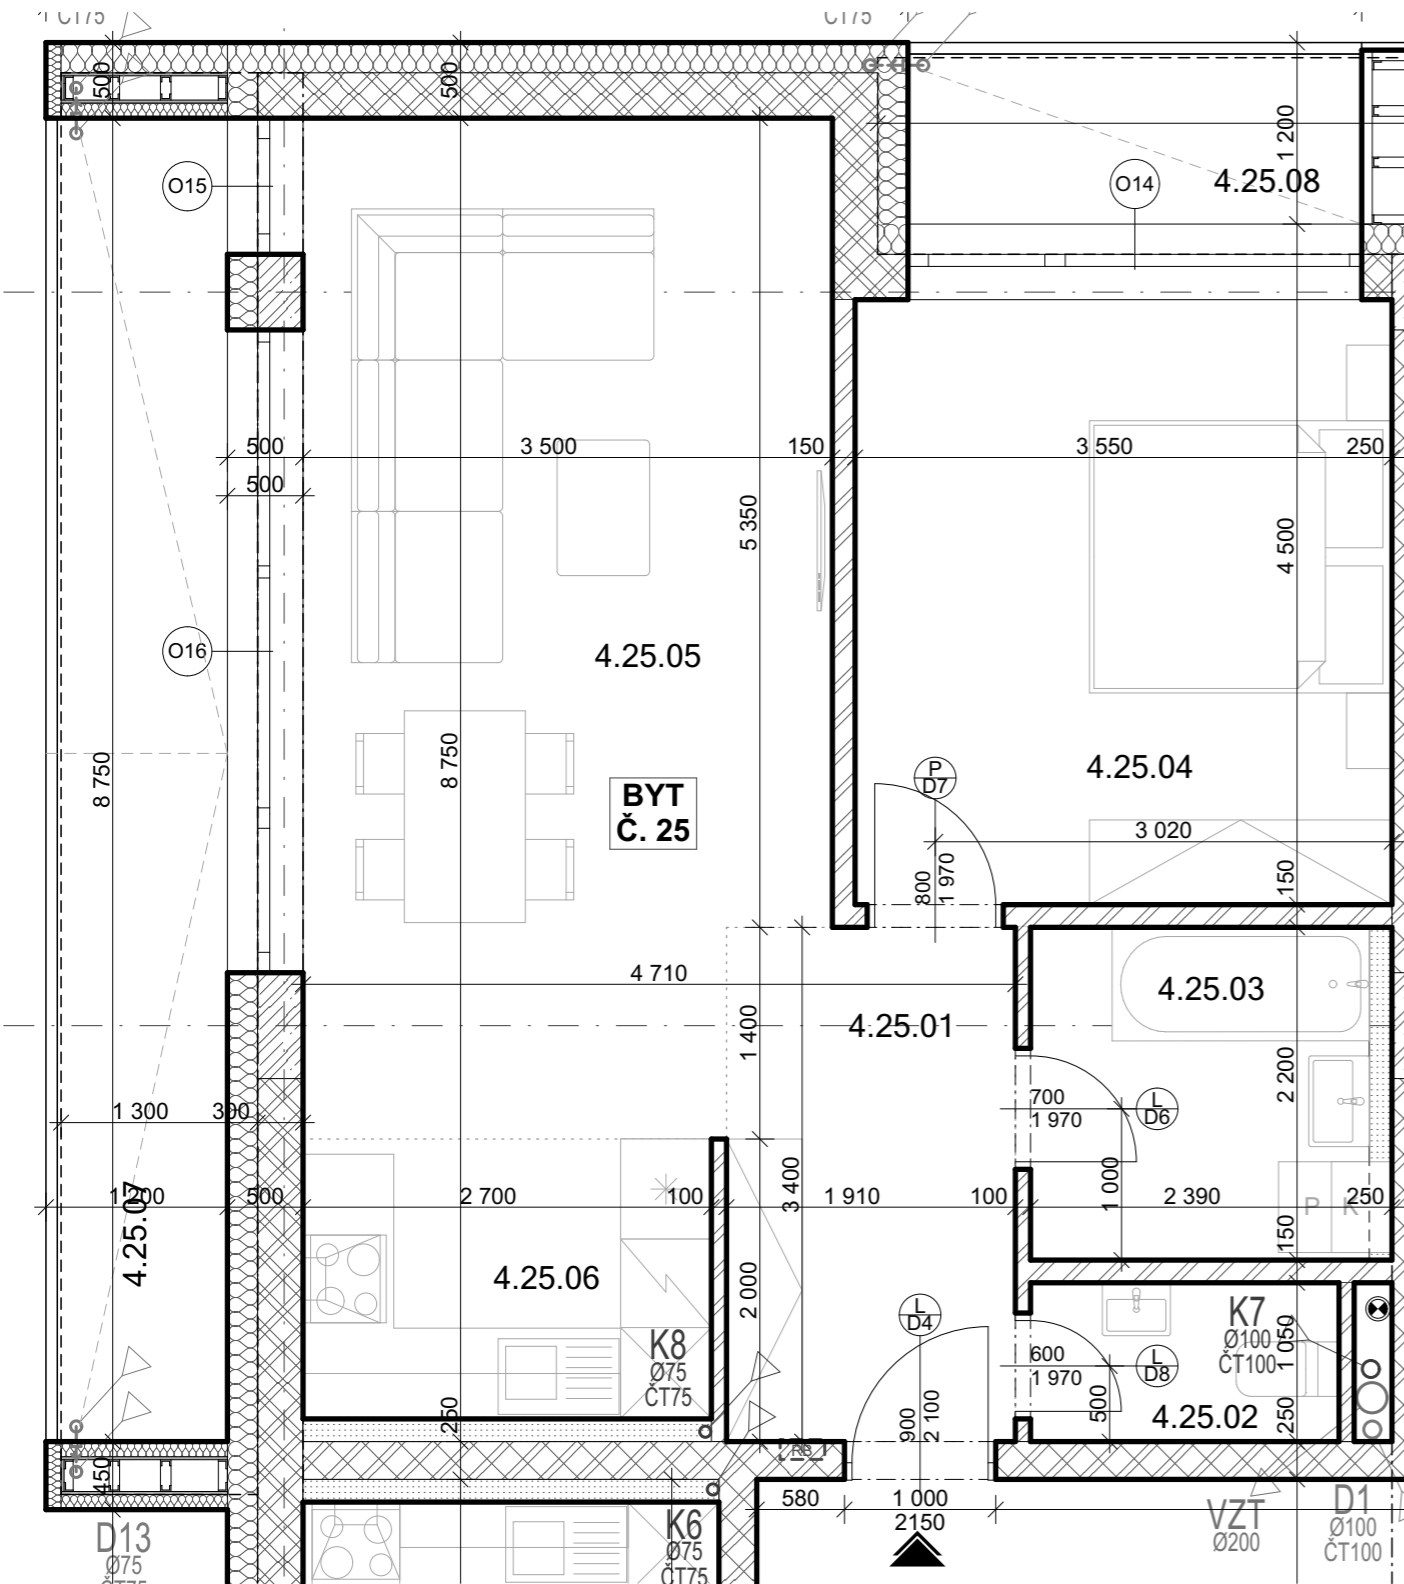 ČT75
ČT75
500
500
O15
O14
1 200
4.25.08
500
3 500
150
3 550
250
500
5 350
4 500
O16
4.25.05
8 750
8 750
BYT
Č. 25
P
D7
4.25.04
3 020
800
1 970
150
4 710
4.25.03
4.25.01
1 400
2 200
700
1 970
L
D6
1 300
300
1 200
500
2 700
100
3 400
1 910
100
1 000
2 390
P
K
250
4.25.07
4.25.06
2 000
150
L
D4
K8
Ø75
ČT75
K7
Ø100
ČT100
1 050
600
1 970
L
D8
500
4.25.02
250
900
2 100
250
RB
450
580
1 000
2150
D13
Ø75
ČT75
K6
Ø75
ČT75
VZT
Ø200
D1
Ø100
ČT100